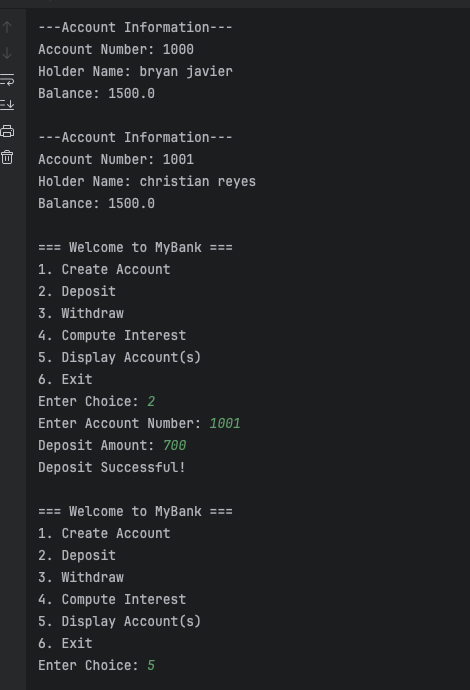 ---Account Information---
Account Number: 1000
Holder Name: bryan javier
Balance: 1500.0
---Account Information---
Account Number: 1001
Holder Name: christian reyes
Balance: 1500.0
=== Welcome to MyBank ===
1. Create Account
2. Deposit
3. Withdraw
4. Compute Interest
5. Display Account(s)
6. Exit
Enter Choice: 2
Enter Account Number: 1001
Deposit Amount: 700
Deposit Successful!
=== Welcome to MyBank ===
1. Create Account
2. Deposit
3. Withdraw
4. Compute Interest
5. Display Account(s)
6. Exit
Enter Choice: 5